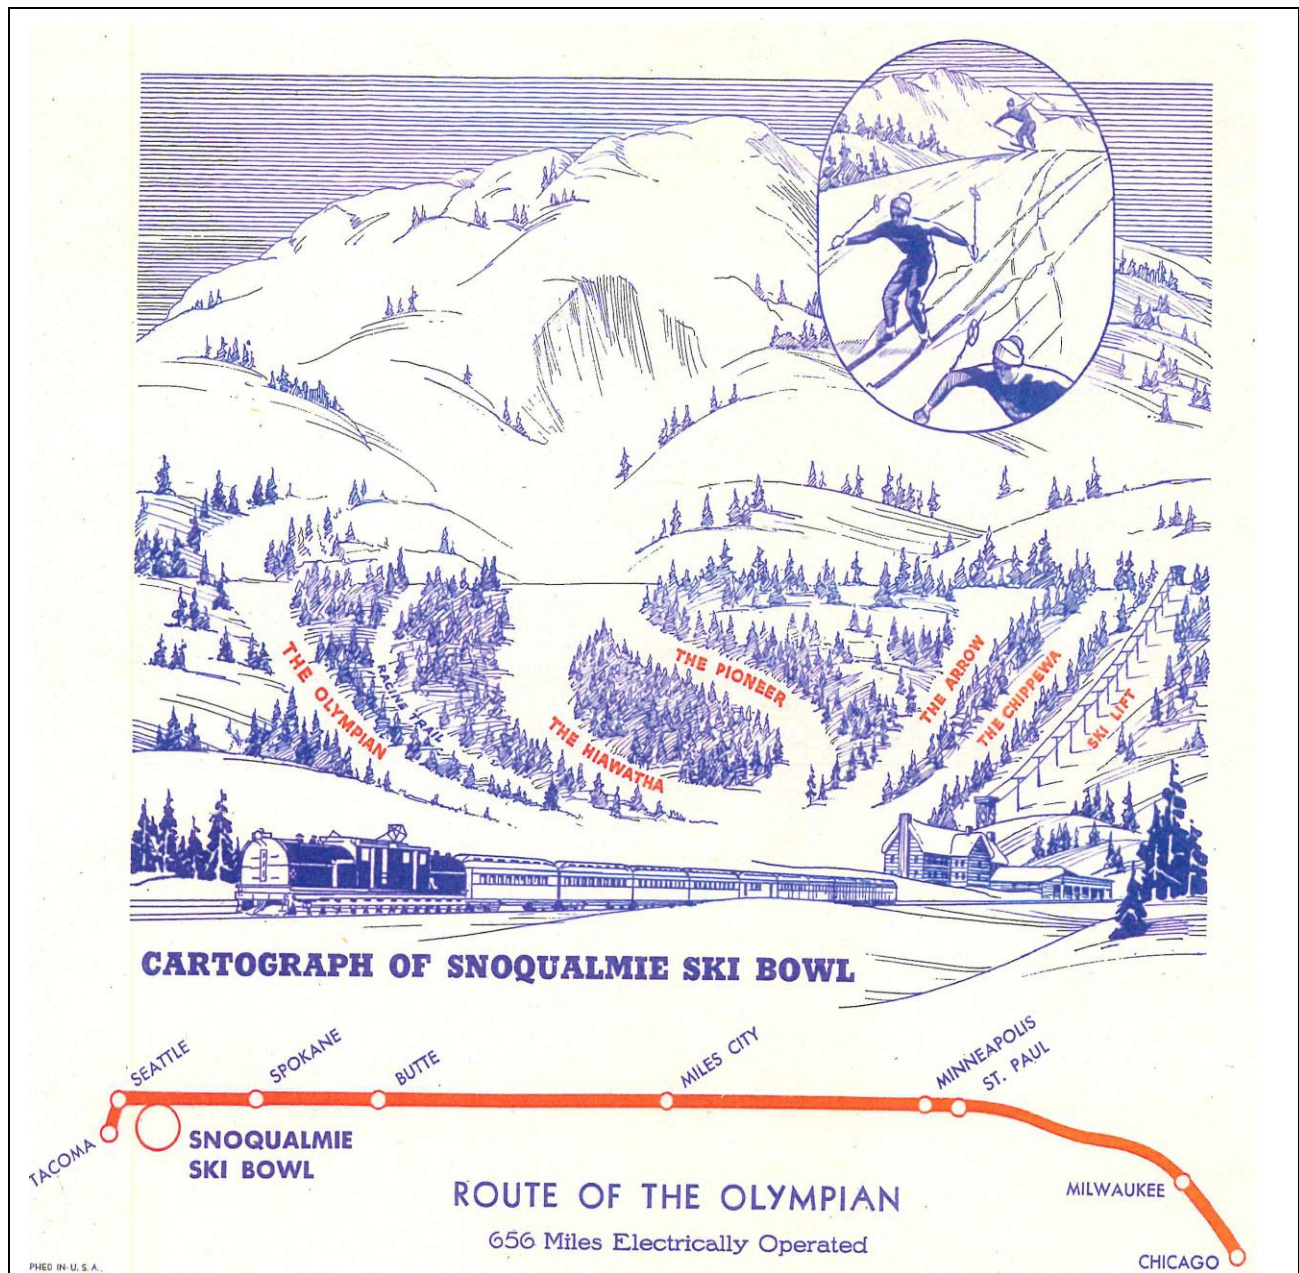 THE OLYMPIAN
RACING TRAIL
THE HIAWATHA
THE PIONEER
THE ARROW
THE CHIPPEWA
SKI LIFT
CARTOGRAPH OF SNOQUALMIE SKI BOWL
TACOMA
SEATTLE
SPOKANE
BUTTE
MILES CITY
MINNEAPOLIS
ST. PAUL
MILWAUKEE
CHICAGO
SNOQUALMIE
SKI BOWL
ROUTE OF THE OLYMPIAN
656 Miles Electrically Operated
PHED IN U. S. A.